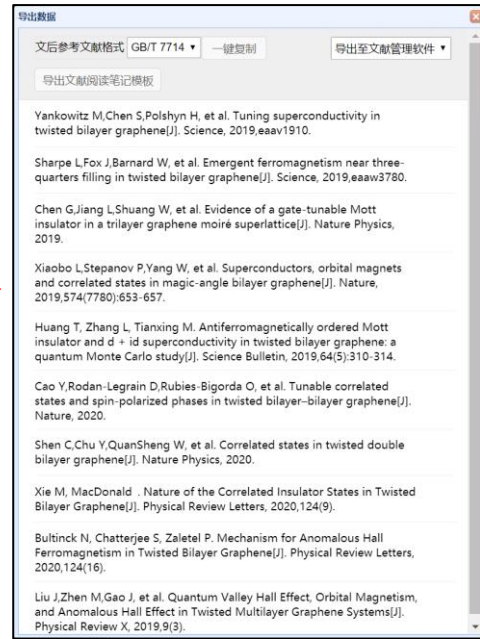 导出数据
文后参考文献格式 GB/T 7714 ▼ 一键复制 导出至文献管理软件 ▼
导出文献阅读笔记模板
Yankowitz M,Chen S,Polshyn H, et al. Tuning superconductivity in
twisted bilayer graphene[J]. Science, 2019,eaav1910.
Sharpe L,Fox J,Barnard W, et al. Emergent ferromagnetism near three-
quarters filling in twisted bilayer graphene[J]. Science, 2019,eaaw3780.
Chen G,Jiang L,Shuang W, et al. Evidence of a gate-tunable Mott
insulator in a trilayer graphene moiré superlattice[J]. Nature Physics,
2019.
Xiaobo L,Stepanov P,Yang W, et al. Superconductors, orbital magnets
and correlated states in magic-angle bilayer graphene[J]. Nature,
2019,574(7780):653-657.
Huang T, Zhang L, Tianxing M. Antiferromagnetically ordered Mott
insulator and d + id superconductivity in twisted bilayer graphene: a
quantum Monte Carlo study[J]. Science Bulletin, 2019,64(5):310-314.
Cao Y,Rodan-Legrain D,Rubies-Bigorda O, et al. Tunable correlated
states and spin-polarized phases in twisted bilayer–bilayer graphene[J].
Nature, 2020.
Shen C,Chu Y,QuanSheng W, et al. Correlated states in twisted double
bilayer graphene[J]. Nature Physics, 2020.
Xie M, MacDonald . Nature of the Correlated Insulator States in Twisted
Bilayer Graphene[J]. Physical Review Letters, 2020,124(9).
Bultinck N, Chatterjee S, Zaletel P. Mechanism for Anomalous Hall
Ferromagnetism in Twisted Bilayer Graphene[J]. Physical Review Letters,
2020,124(16).
Liu J,Zhen M,Gao J, et al. Quantum Valley Hall Effect, Orbital Magnetism,
and Anomalous Hall Effect in Twisted Multilayer Graphene Systems[J].
Physical Review X, 2019,9(3).